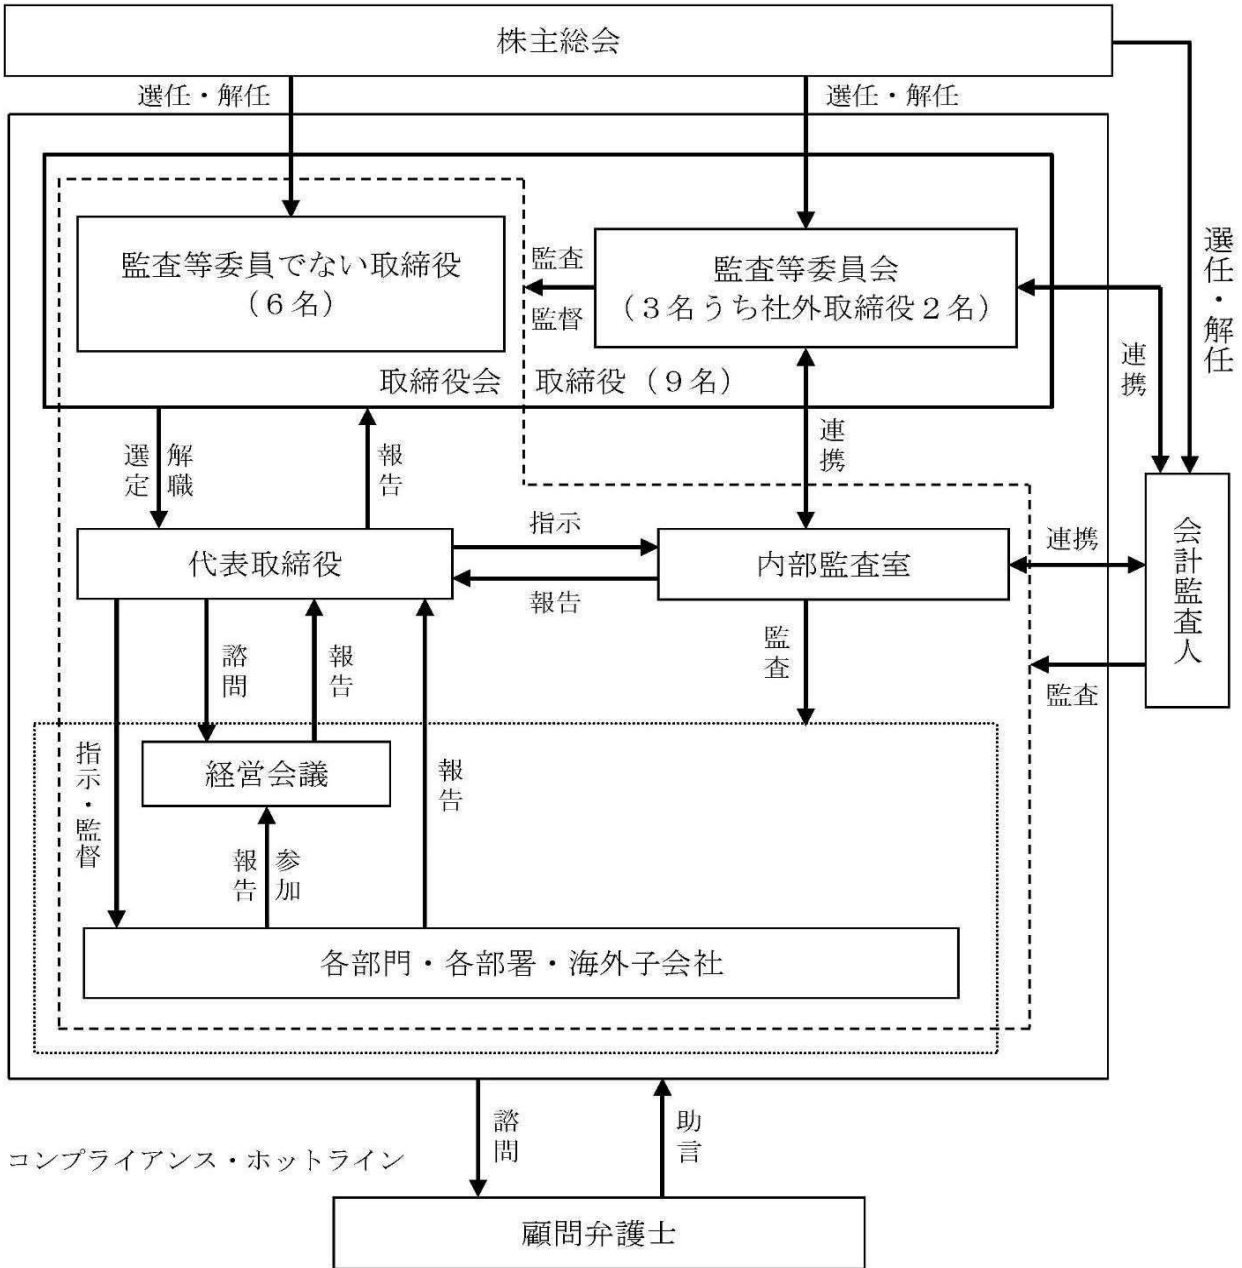 株主総会
選任・解任
選任・解任
選任・解任
監査等委員でない取締役
（６名）
監査
監督
監査等委員会
（３名うち社外取締役２名）
取締役会
取締役（９名）
連携
選定
解職
報告
連携
代表取締役
指示
報告
内部監査室
連携
会計監査人
諮問
報告
監査
監査
指示・監督
経営会議
報告
報告
参加
各部門・各部署・海外子会社
諮問
助言
コンプライアンス・ホットライン
顧問弁護士